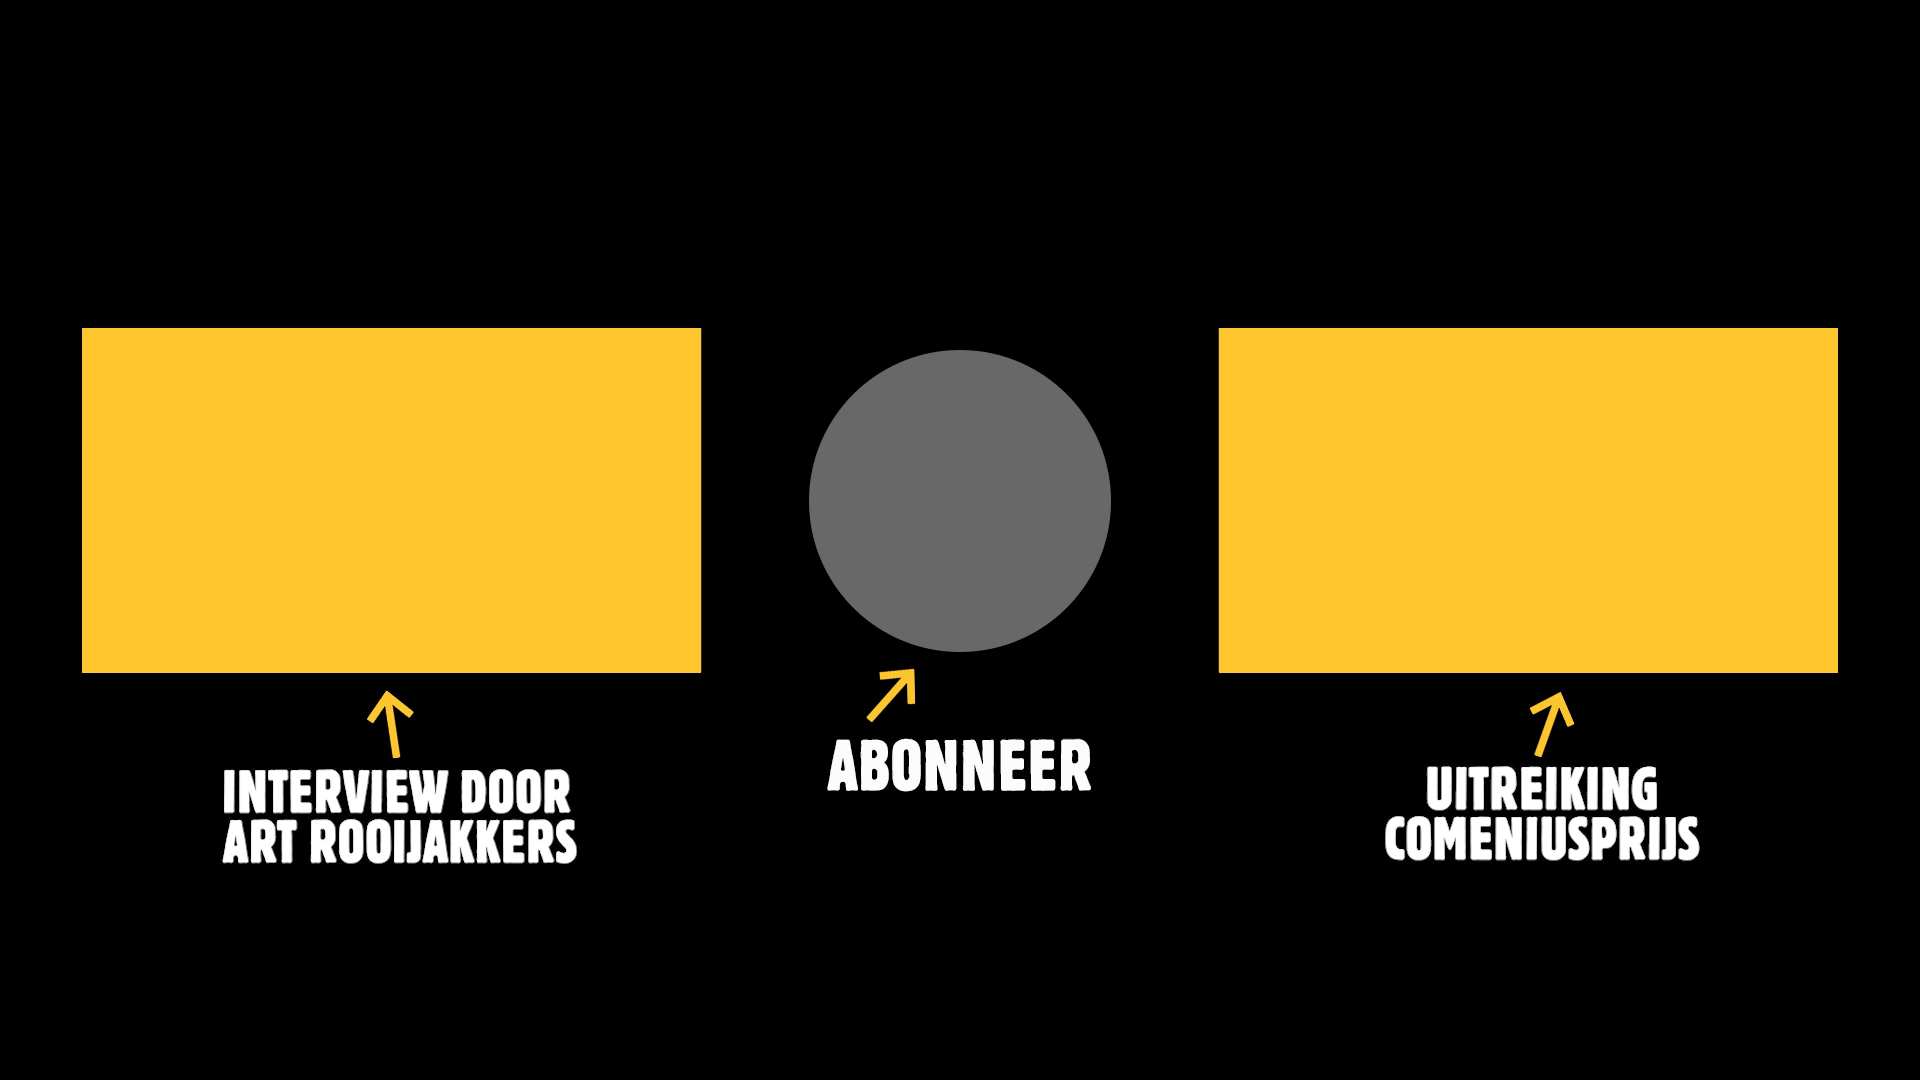 INTERVIEW DOOR
ART ROOIJAKKERS
ABONNEER
UITREIKING
COMENIUSPRIJS